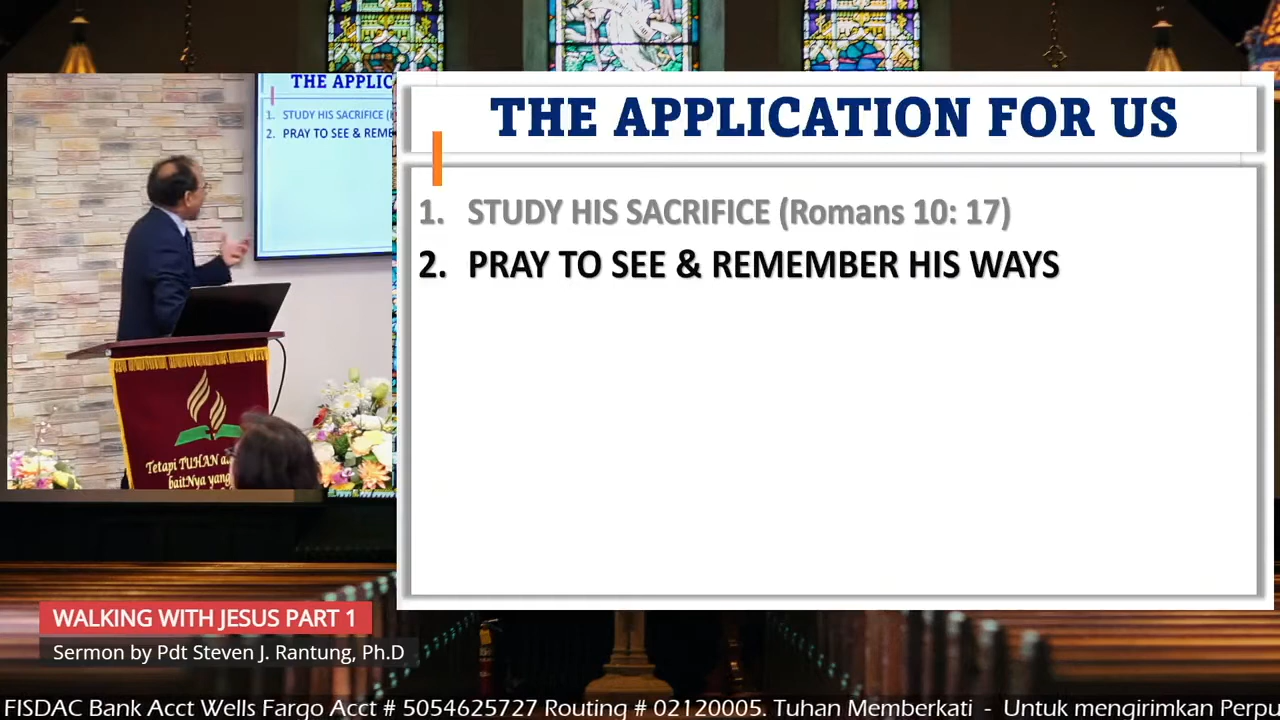 THE APPLIC
1. STUDY HIS SACRIFICE (
2. PRAY TO SEE & REME
Tetapi TUHAN a
baitNya yang
THE APPLICATION FOR US
1. STUDY HIS SACRIFICE (Romans 10: 17)
2. PRAY TO SEE & REMEMBER HIS WAYS
WALKING WITH JESUS PART 1
Sermon by Pdt Steven J. Rantung, Ph.D
FISDAC Bank Acct Wells Fargo Acct # 5054625727 Routing # 02120005. Tuhan Memberkati - Untuk mengirimkan Perpu